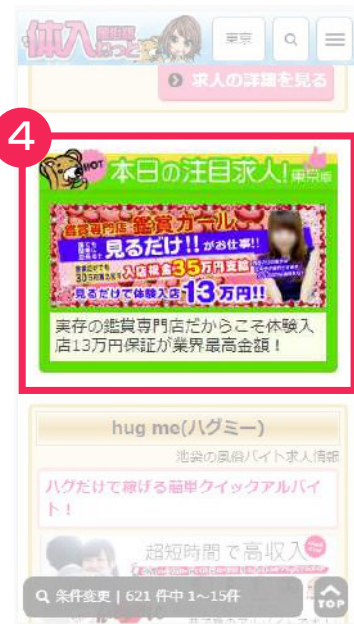 体入
ねっと
東京
求人の詳細を見る
4
HOT
本日の注目求人!東京版
鑑賞専門店 鑑賞ガール
見るだけ!!がお仕事!!
入店祝金35万円支給
見るだけで体験入店13万円!!
実存の鑑賞専門店だからこそ体験入
店13万円保証が業界最高金額!
hug me(ハグミー)
池袋の風俗バイト求人情報
ハグだけで稼げる簡単クイックアルバイ
ト!
超短時間で高収入
条件変更 | 621 件中 1～15件
TOP